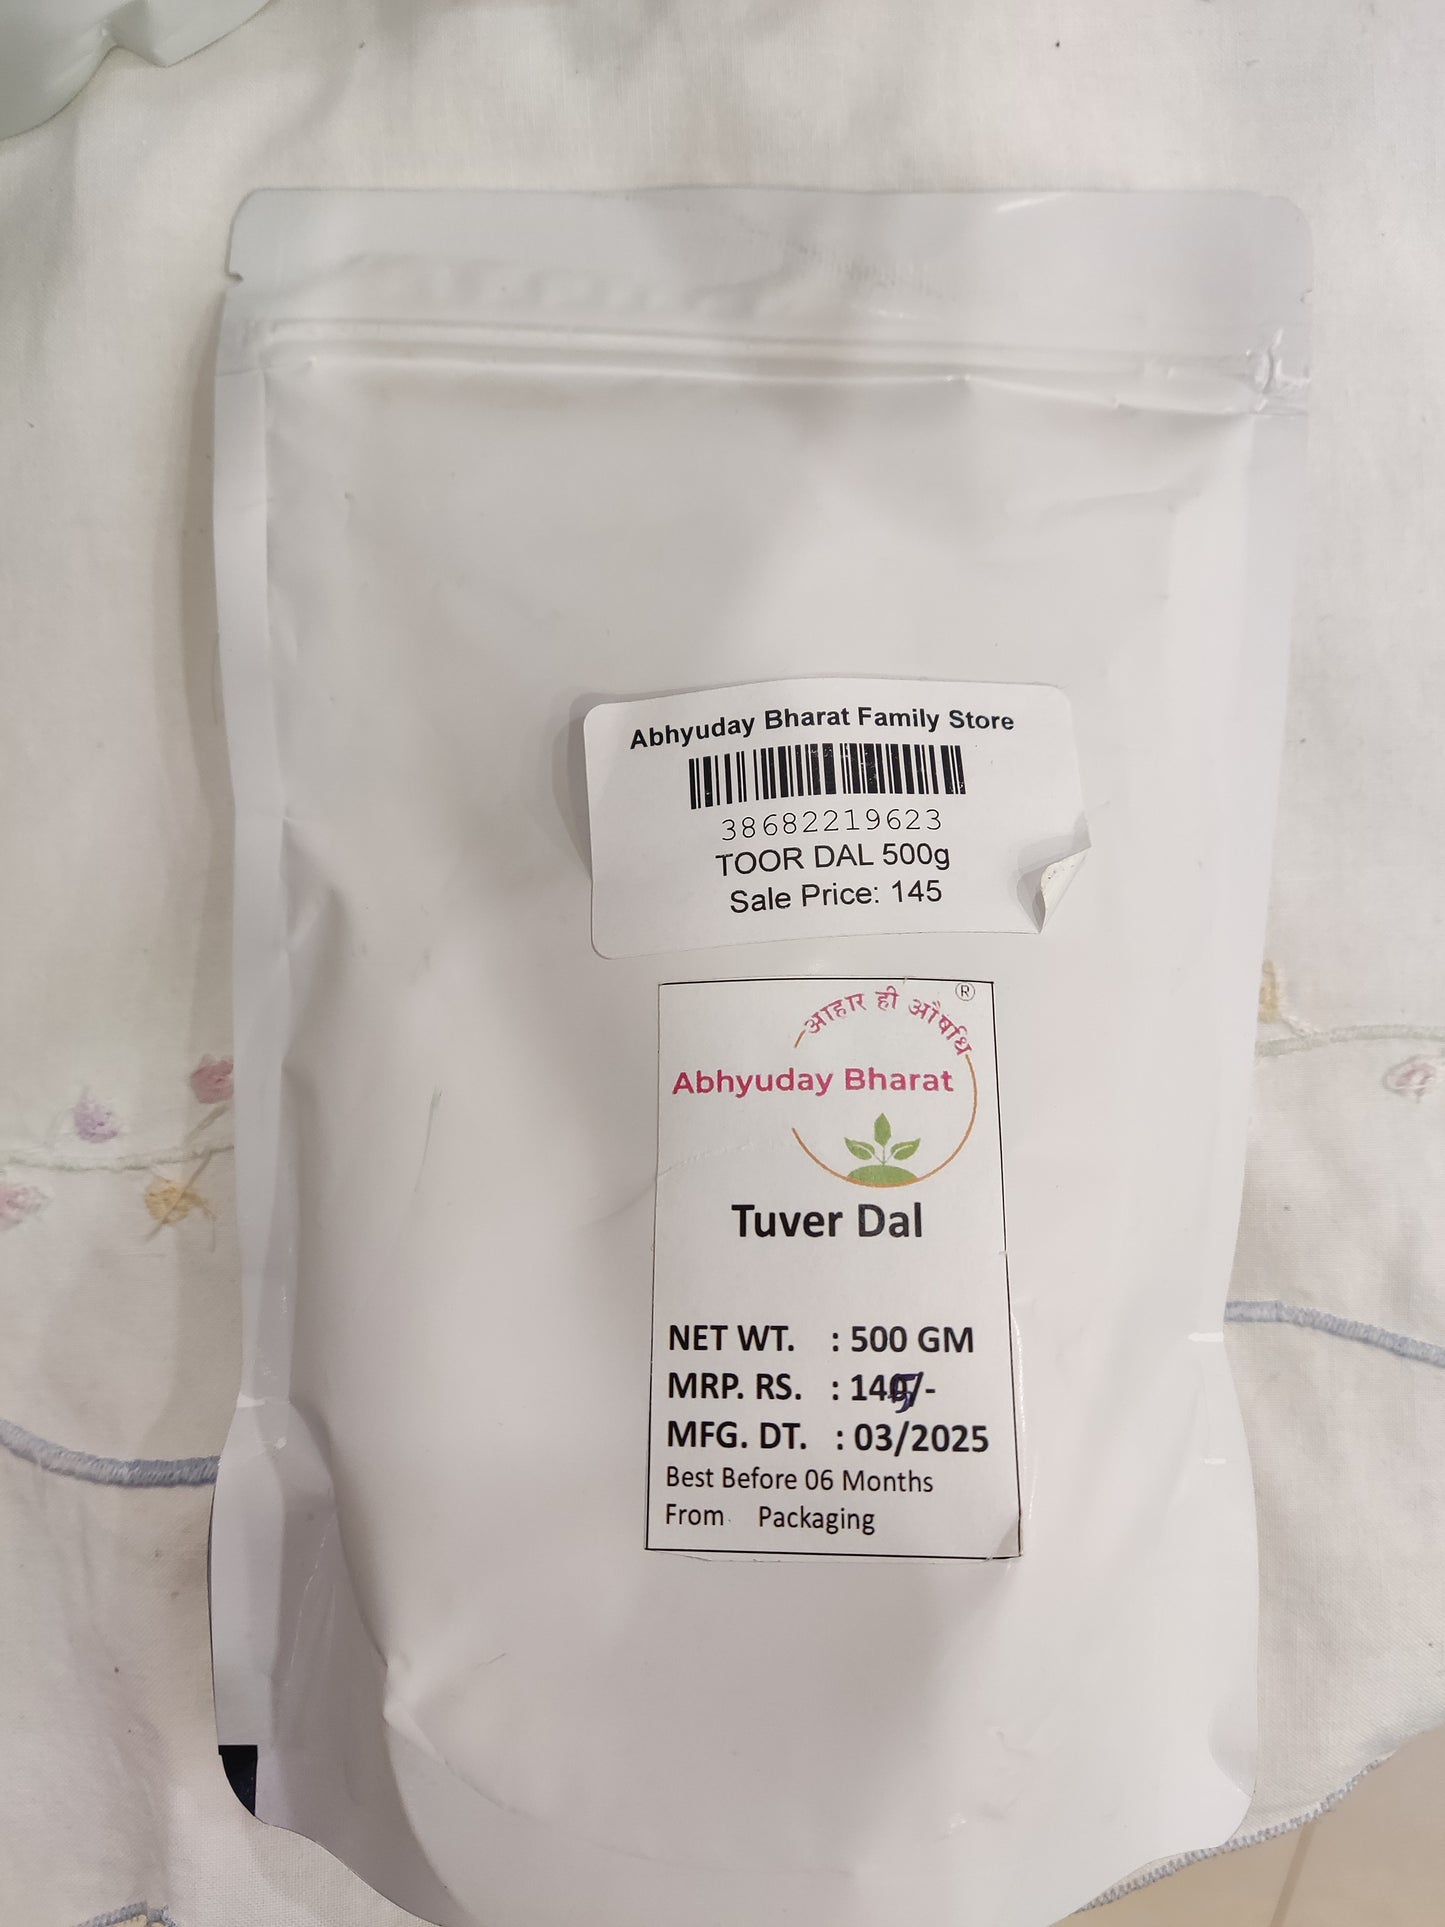 Abhyuday Bharat Family Store
38682219623
TOOR DAL 500g
Sale Price: 145
आहार ही औषधि ®
Abhyuday Bharat
Tuver Dal
NET WT. : 500 GM
MRP. RS. : 145/-
MFG. DT. : 03/2025
Best Before 06 Months
From Packaging